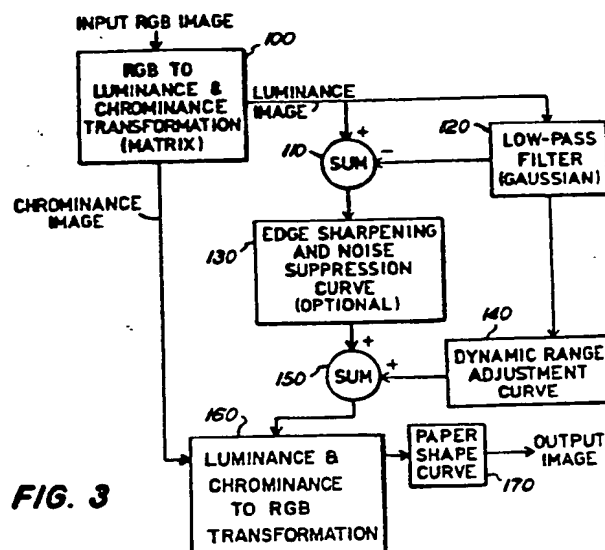 INPUT RGB IMAGE
100
RGB TO
LUMINANCE &
CHROMINANCE
TRANSFORMATION
(MATRIX)
LUMINANCE
IMAGE
120
LOW-PASS
FILTER
(GAUSSIAN)
110
+
SUM
-
CHROMINANCE
IMAGE
130
EDGE SHARPENING
AND NOISE
SUPPRESSION
CURVE
(OPTIONAL)
140
DYNAMIC RANGE
ADJUSTMENT
CURVE
150
+
SUM
+
160
LUMINANCE &
CHROMINANCE
TO RGB
TRANSFORMATION
PAPER
SHAPE
CURVE
170
OUTPUT
IMAGE
FIG. 3